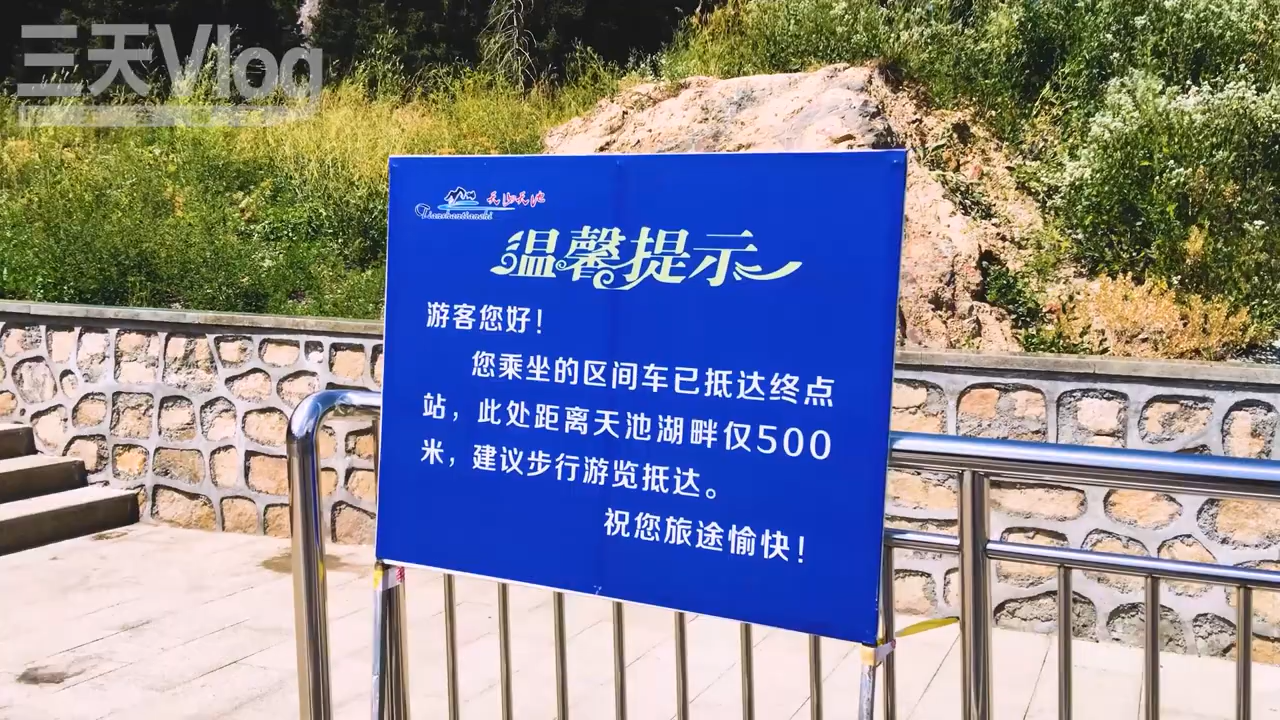 三天Vlog
天山天池
Tianshantianchi
温馨提示
游客您好！
您乘坐的区间车已抵达终点
站，此处距离天池湖畔仅500
米，建议步行游览抵达。
祝您旅途愉快！